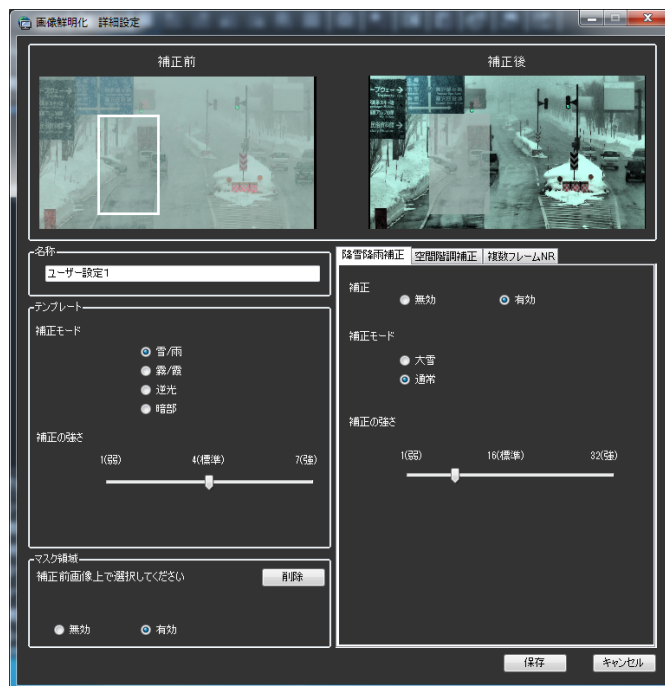 画像鮮明化 詳細設定
補正前
補正後
名称
ユーザー設定1
テンプレート
補正モード
雪/雨
霧/霞
逆光
暗部
補正の強さ
1(弱) 4(標準) 7(強)
マスク領域
補正前画像上で選択してください
削除
無効 有効
降雪降雨補正 空間階調補正 複数フレームNR
補正
無効 有効
補正モード
大雪
通常
補正の強さ
1(弱) 16(標準) 32(強)
保存 キャンセル